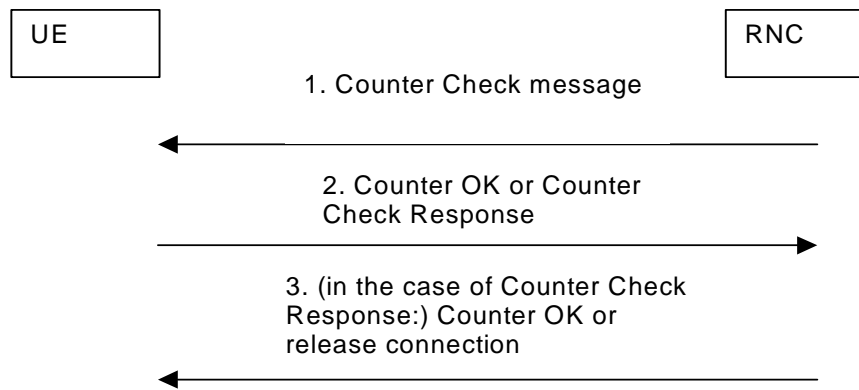 UE
RNC
1. Counter Check message
2. Counter OK or Counter
Check Response
3. (in the case of Counter Check
Response:) Counter OK or
release connection